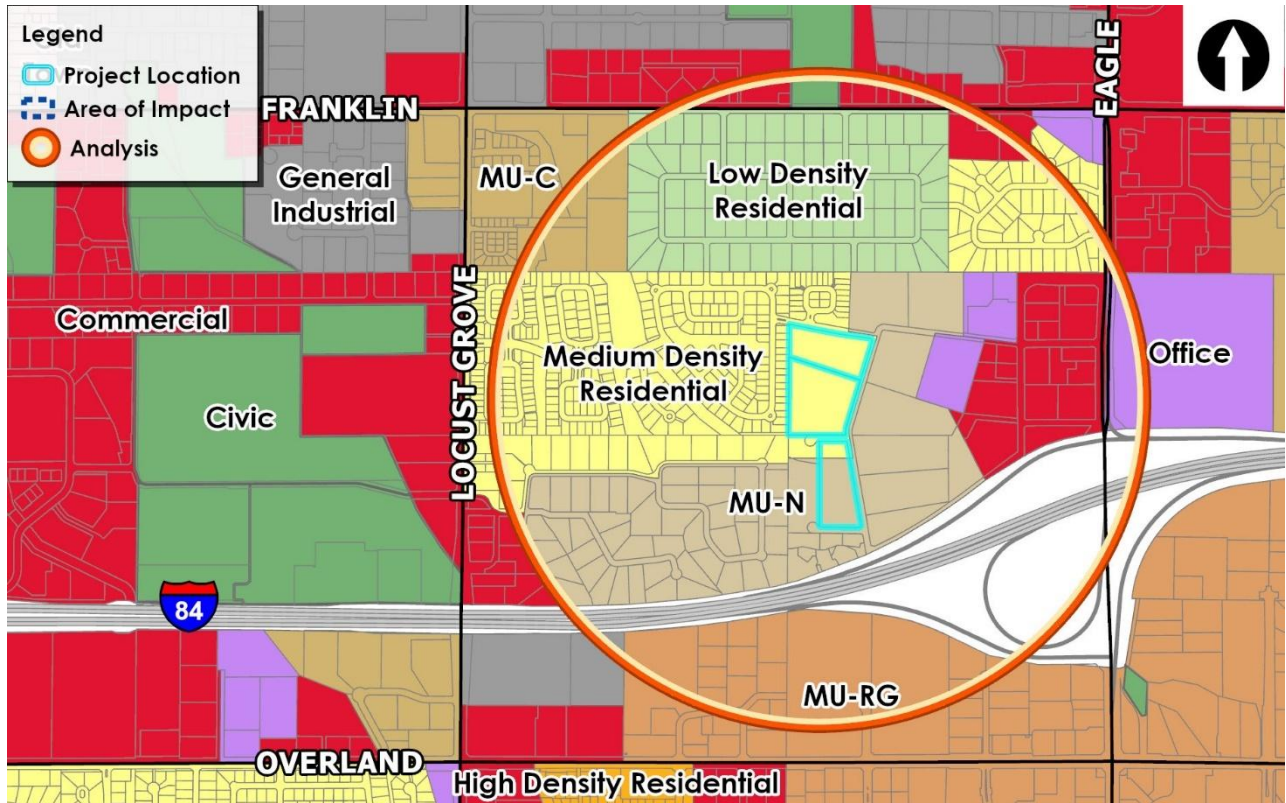 Legend
Project Location
Area of Impact
Analysis
EAGLE
FRANKLIN
General
Industrial
MU-C
Low Density
Residential
LOCUST GROVE
Commercial
Medium Density
Residential
Office
Civic
MU-N
84
MU-RG
OVERLAND
High Density Residential